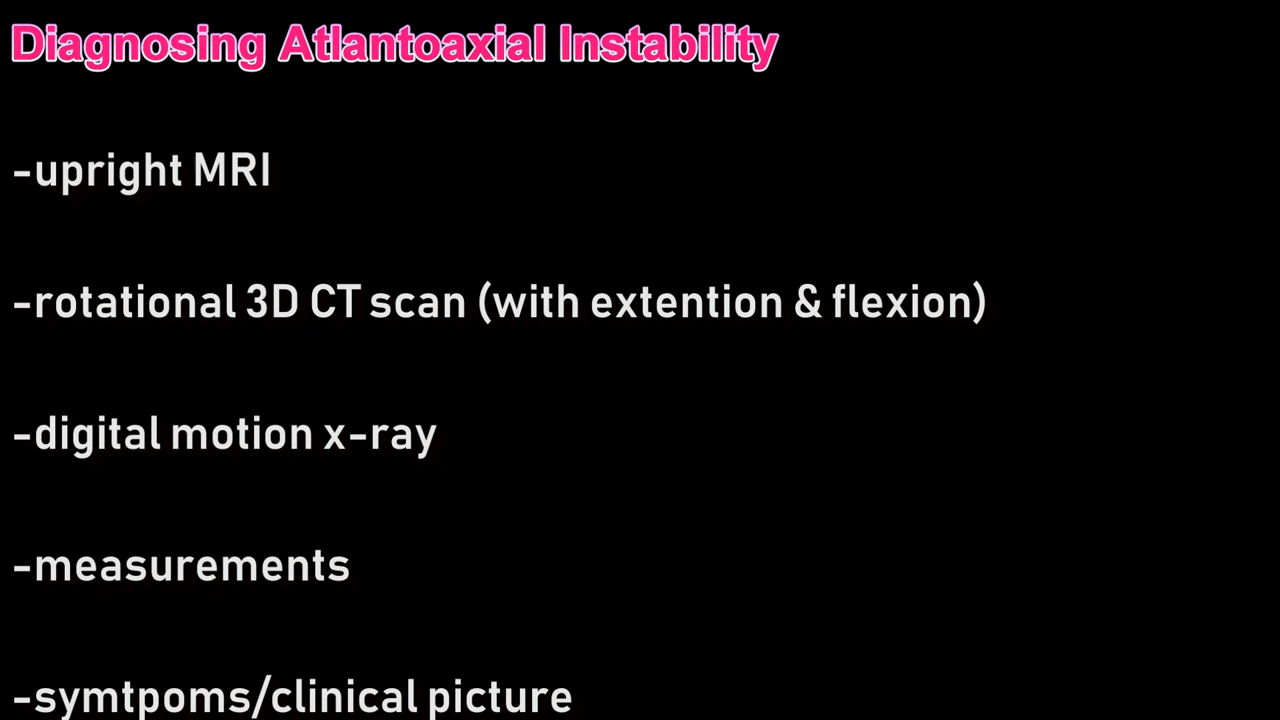 Diagnosing Atlantoaxial Instability
-upright MRI
-rotational 3D CT scan (with extention & flexion)
-digital motion x-ray
-measurements
-symtpoms/clinical picture